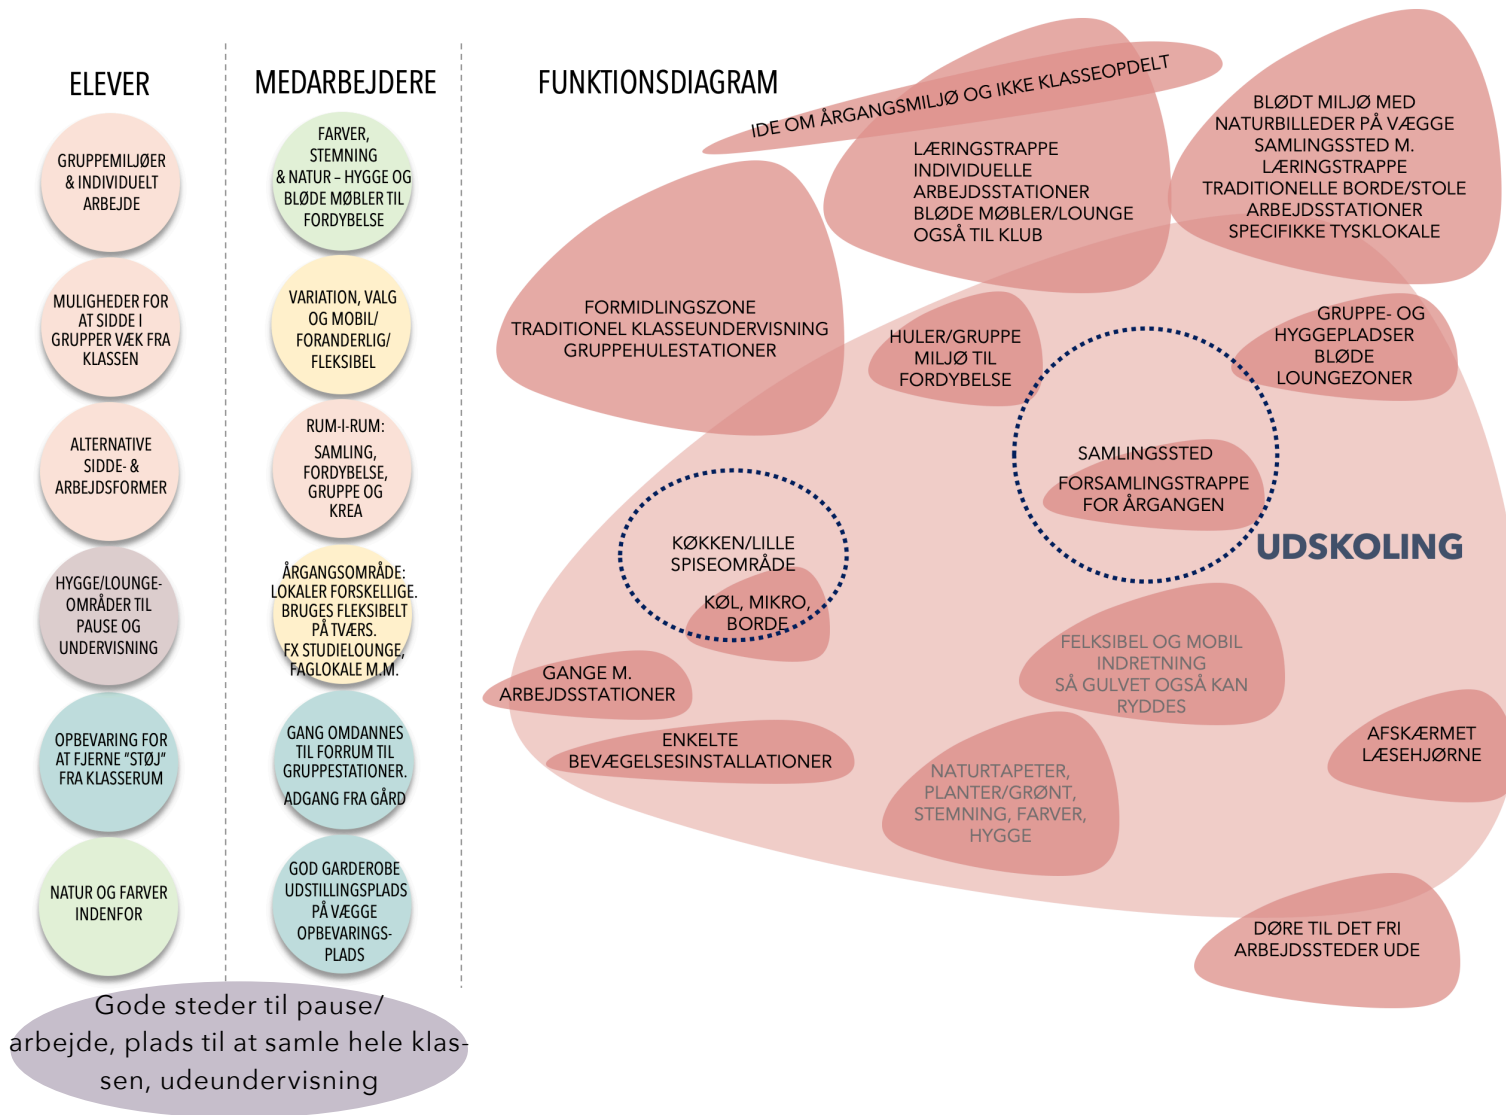 ELEVER
GRUPPEMILJØER
& INDIVIDUELT
ARBEJDE
MULIGHEDER FOR
AT SIDDE I
GRUPPER VÆK FRA
KLASSEN
ALTERNATIVE
SIDDE- &
ARBEJDSFORMER
HYGGE/LOUNGE-
OMRÅDER TIL
PAUSE OG
UNDERVISNING
OPBEVARING FOR
AT FJERNE "STØJ"
FRA KLASSERUM
NATUR OG FARVER
INDENFOR
MEDARBEJDERE
FARVER,
STEMNING
& NATUR – HYGGE OG
BLØDE MØBLER TIL
FORDYBELSE
VARIATION, VALG
OG MOBIL/
FORANDERLIG/
FLEKSIBEL
RUM-I-RUM:
SAMLING,
FORDYBELSE,
GRUPPE OG
KREA
ÅRGANGSOMRÅDE:
LOKALER FORSKELLIGE.
BRUGES FLEKSIBELT
PÅ TVÆRS.
FX STUDIELOUNGE,
FAGLOKALE M.M.
GANG OMDANNES
TIL FORRUM TIL
GRUPPESTATIONER.
ADGANG FRA GÅRD
GOD GARDEROBE
UDSTILLINGSPLADS
PÅ VÆGGE
OPBEVARINGS-
PLADS
Gode steder til pause/
arbejde, plads til at samle hele klas-
sen, udeundervisning
FUNKTIONSDIAGRAM
IDE OM ÅRGANGSMILJØ OG IKKE KLASSEOPDELT
LÆRINGSTRAPPE
INDIVIDUELLE
ARBEJDSSTATIONER
BLØDE MØBLER/LOUNGE
OGSÅ TIL KLUB
BLØDT MILJØ MED
NATURBILLEDER PÅ VÆGGE
SAMLINGSSTED M.
LÆRINGSTRAPPE
TRADITIONELLE BORDE/STOLE
ARBEJDSSTATIONER
SPECIFIKKE TYSKLOKALE
FORMIDLINGSZONE
TRADITIONEL KLASSEUNDERVISNING
GRUPPEHULESTATIONER
HULER/GRUPPE
MILJØ TIL
FORDYBELSE
GRUPPE- OG
HYGGEPLADSER
BLØDE
LOUNGEZONER
SAMLINGSSTED
FORSAMLINGSTRAPPE
FOR ÅRGANGEN
UDSKOLING
KØKKEN/LILLE
SPISEOMRÅDE
KØL, MIKRO,
BORDE
GANGE M.
ARBEJDSSTATIONER
ENKELTE
BEVÆGELSESINSTALLATIONER
FELKSIBEL OG MOBIL
INDRETNING
SÅ GULVET OGSÅ KAN
RYDDES
NATURTAPETER,
PLANTER/GRØNT,
STEMNING, FARVER,
HYGGE
AFSKÆRMET
LÆSEHJØRNE
DØRE TIL DET FRI
ARBEJDSSTEDER UDE